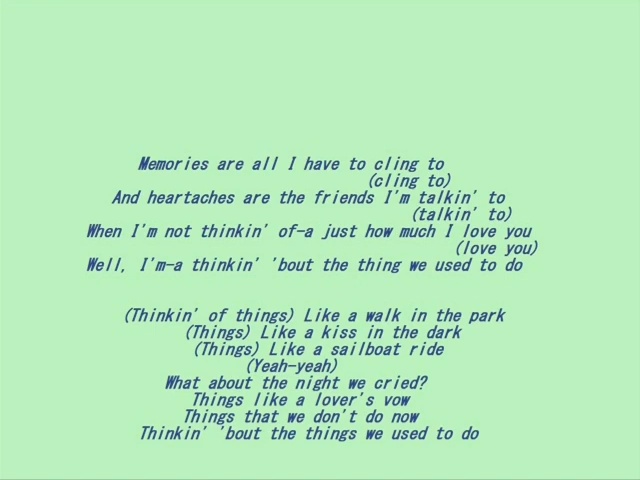 Memories are all I have to cling to
(cling to)
And heartaches are the friends I'm talkin' to
(talkin' to)
When I'm not thinkin' of-a just how much I love you
(love you)
Well, I'm-a thinkin' 'bout the thing we used to do
(Thinkin' of things) Like a walk in the park
(Things) Like a kiss in the dark
(Things) Like a sailboat ride
(Yeah-yeah)
What about the night we cried?
Things like a lover's vow
Things that we don't do now
Thinkin' 'bout the things we used to do